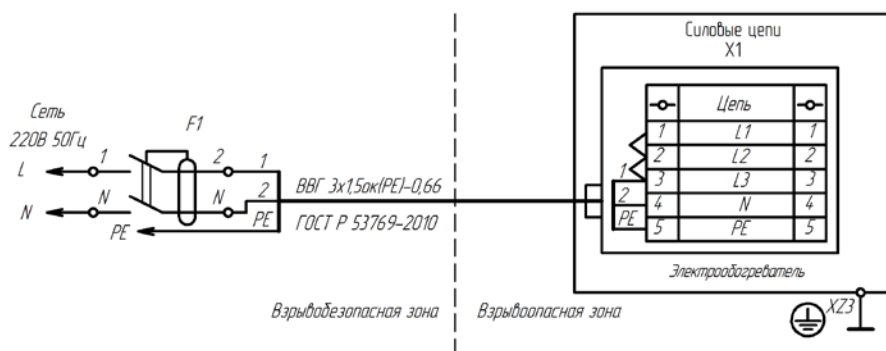 Силовые цепи
X1
Сеть
220В 50Гц
F1
Цепь
L 1 2 1
N N N 2
PE PE
ВВГ 3х1,5ок(PE)-0,66
ГОСТ Р 53769-2010
1 L1 1
2 L2 2
1 3 L3 3
2 4 N 4
PE 5 PE 5
Электрообогреватель
Взрывобезопасная зона
Взрывоопасная зона
XZ3